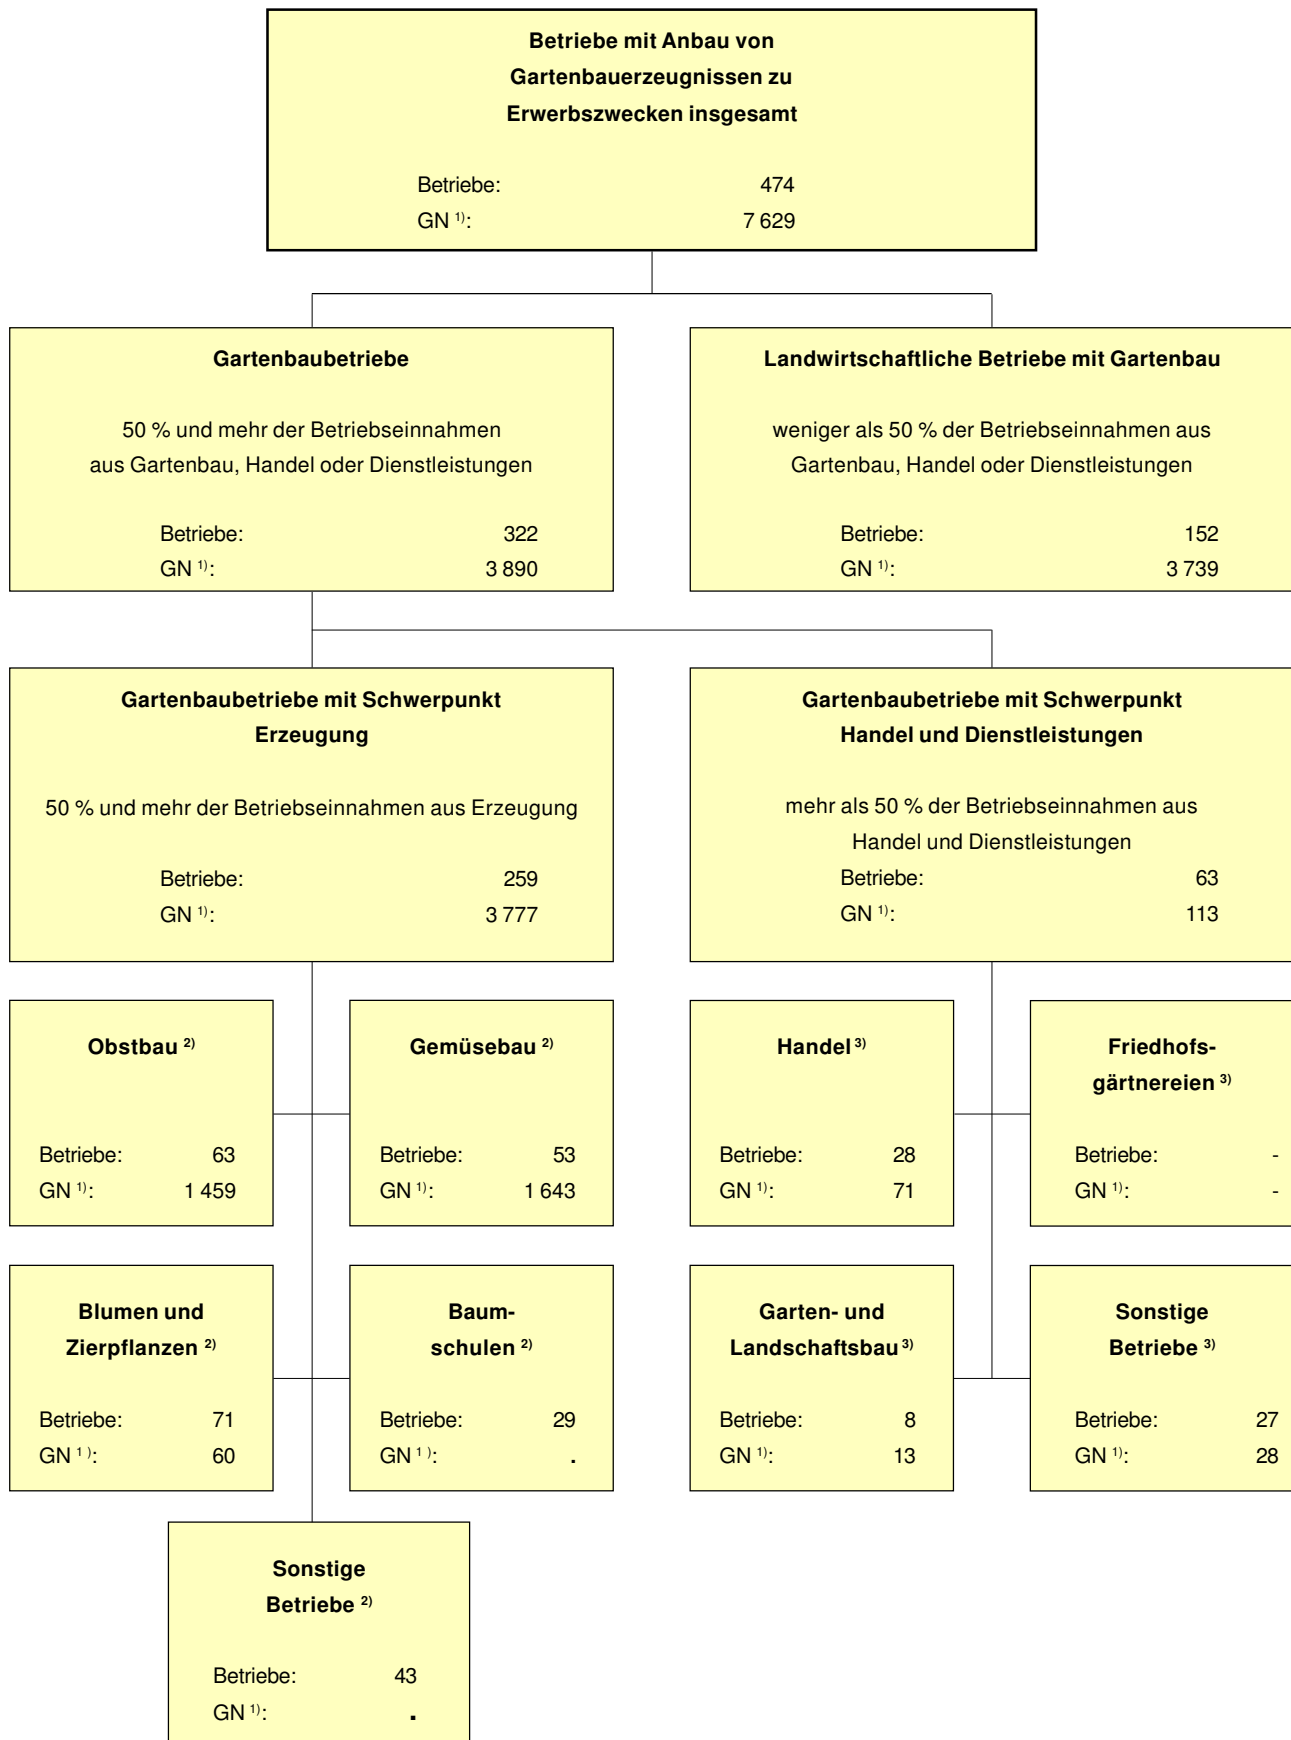 Betriebe mit Anbau von
Gartenbauerzeugnissen zu
Erwerbszwecken insgesamt
Betriebe: 474
GN 1): 7 629
Gartenbaubetriebe
50 % und mehr der Betriebseinnahmen
aus Gartenbau, Handel oder Dienstleistungen
Betriebe: 322
GN 1): 3 890
Landwirtschaftliche Betriebe mit Gartenbau
weniger als 50 % der Betriebseinnahmen aus
Gartenbau, Handel oder Dienstleistungen
Betriebe: 152
GN 1): 3 739
Gartenbaubetriebe mit Schwerpunkt
Erzeugung
50 % und mehr der Betriebseinnahmen aus Erzeugung
Betriebe: 259
GN 1): 3 777
Gartenbaubetriebe mit Schwerpunkt
Handel und Dienstleistungen
mehr als 50 % der Betriebseinnahmen aus
Handel und Dienstleistungen
Betriebe: 63
GN 1): 113
Obstbau 2)
Betriebe: 63
GN 1): 1 459
Gemüsebau 2)
Betriebe: 53
GN 1): 1 643
Handel 3)
Betriebe: 28
GN 1): 71
Friedhofs-
gärtnereien 3)
Betriebe: -
GN 1): -
Blumen und
Zierpflanzen 2)
Betriebe: 71
GN 1 ): 60
Baum-
schulen 2)
Betriebe: 29
GN 1 ): .
Garten- und
Landschaftsbau 3)
Betriebe: 8
GN 1): 13
Sonstige
Betriebe 3)
Betriebe: 27
GN 1): 28
Sonstige
Betriebe 2)
Betriebe: 43
GN 1): .